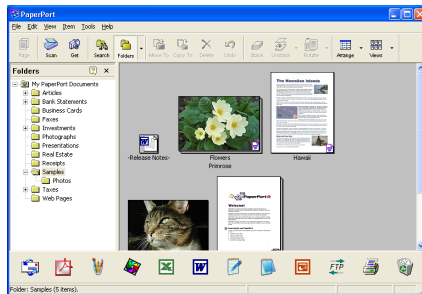 PaperPort
File Edit View Item Tools Help
Page Scan Get Search Folders Move To Copy To Delete Undo Stack Unstack Rotate Arrange Views
Folders
My PaperPort Documents
Articles
Bank Statements
Business Cards
Faxes
Investments
Photographs
Presentations
Real Estate
Receipts
Samples
Photos
Taxes
Web Pages
The Hawaiian Islands
-Release Notes-
Flowers
Primrose
Hawaii
PaperPort
Welcome!
FTP
Folder: Samples (5 items).